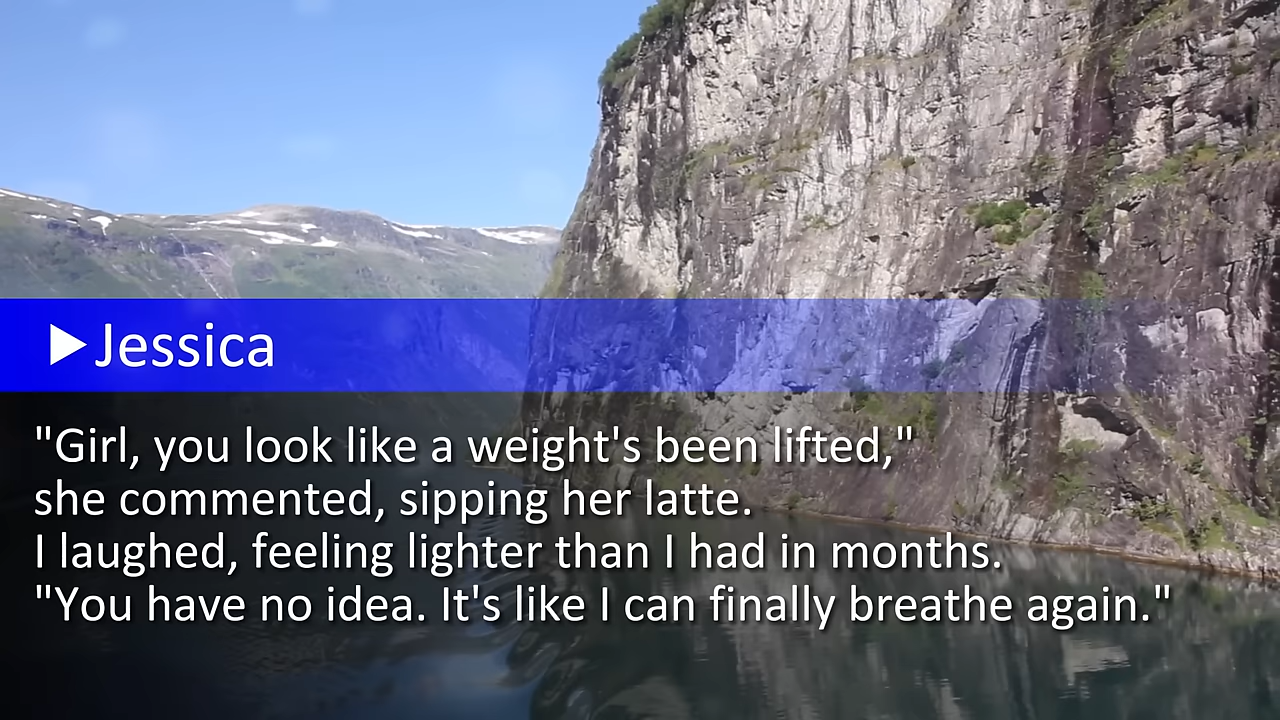 ▶Jessica
"Girl, you look like a weight's been lifted,"
she commented, sipping her latte.
I laughed, feeling lighter than I had in months.
"You have no idea. It's like I can finally breathe again."